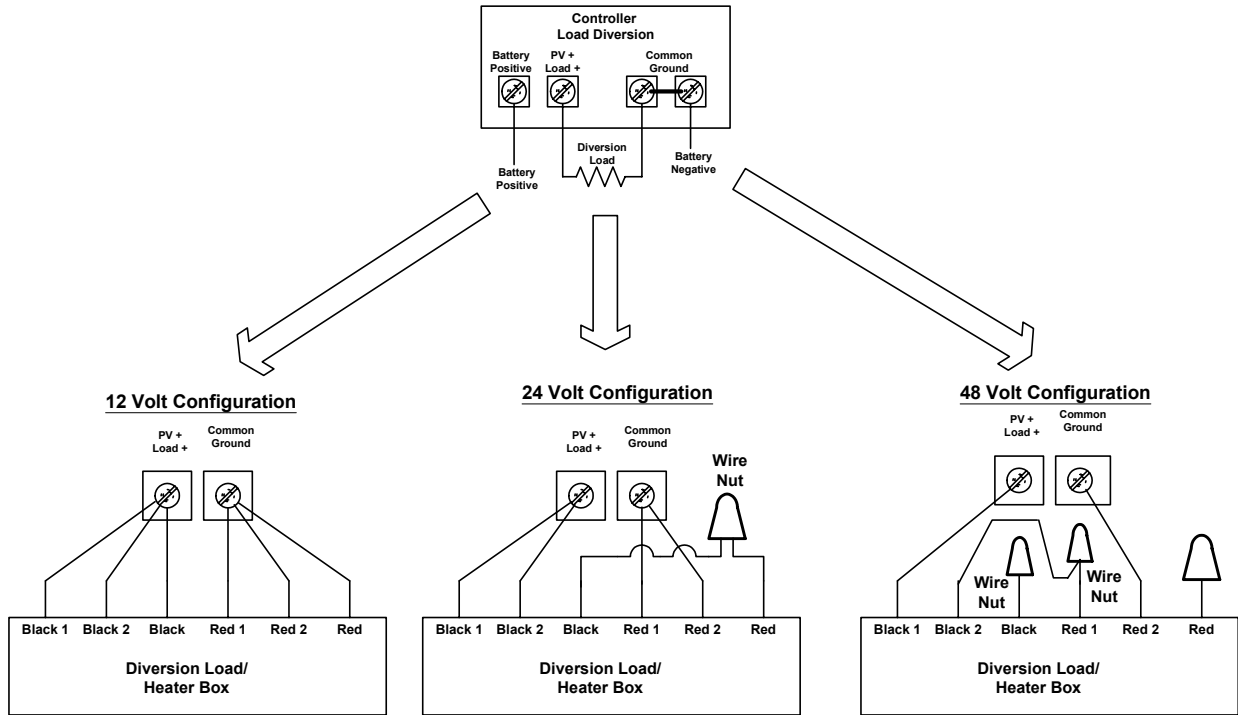 Controller
Load Diversion
Battery
Positive
PV +
Load +
Common
Ground
Diversion
Load
Battery
Positive
Battery
Negative
12 Volt Configuration
PV +
Load +
Common
Ground
Black 1 Black 2 Black Red 1 Red 2 Red
Diversion Load/
Heater Box
24 Volt Configuration
PV +
Load +
Common
Ground
Wire
Nut
Black 1 Black 2 Black Red 1 Red 2 Red
Diversion Load/
Heater Box
48 Volt Configuration
PV +
Load +
Common
Ground
Wire
Nut
Wire
Nut
Black 1 Black 2 Black Red 1 Red 2 Red
Diversion Load/
Heater Box